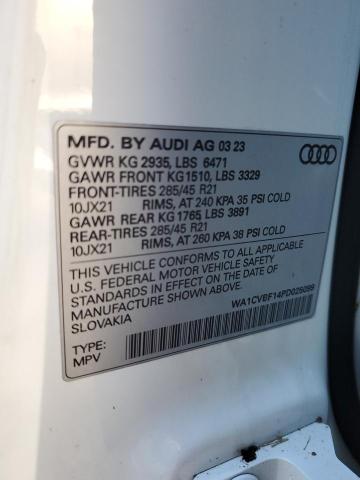 MFD. BY AUDI AG 03 23
GVWR KG 2935, LBS 6471
GAWR FRONT KG1510, LBS 3329
FRONT-TIRES 285/45 R21
10JX21 RIMS, AT 240 KPA 35 PSI COLD
GAWR REAR KG1765 LBS 3891
REAR-TIRES 285/45 R21
10JX21 RIMS, AT 260 KPA 38 PSI COLD
THIS VEHICLE CONFORMS TO ALL APPLICABLE
U.S. FEDERAL MOTOR VEHICLE SAFETY
STANDARDS IN EFFECT ON THE DATE OF
MANUFACTURE SHOWN ABOVE.
SLOVAKIA
WA1CVBF14PD025099
TYPE:
MPV